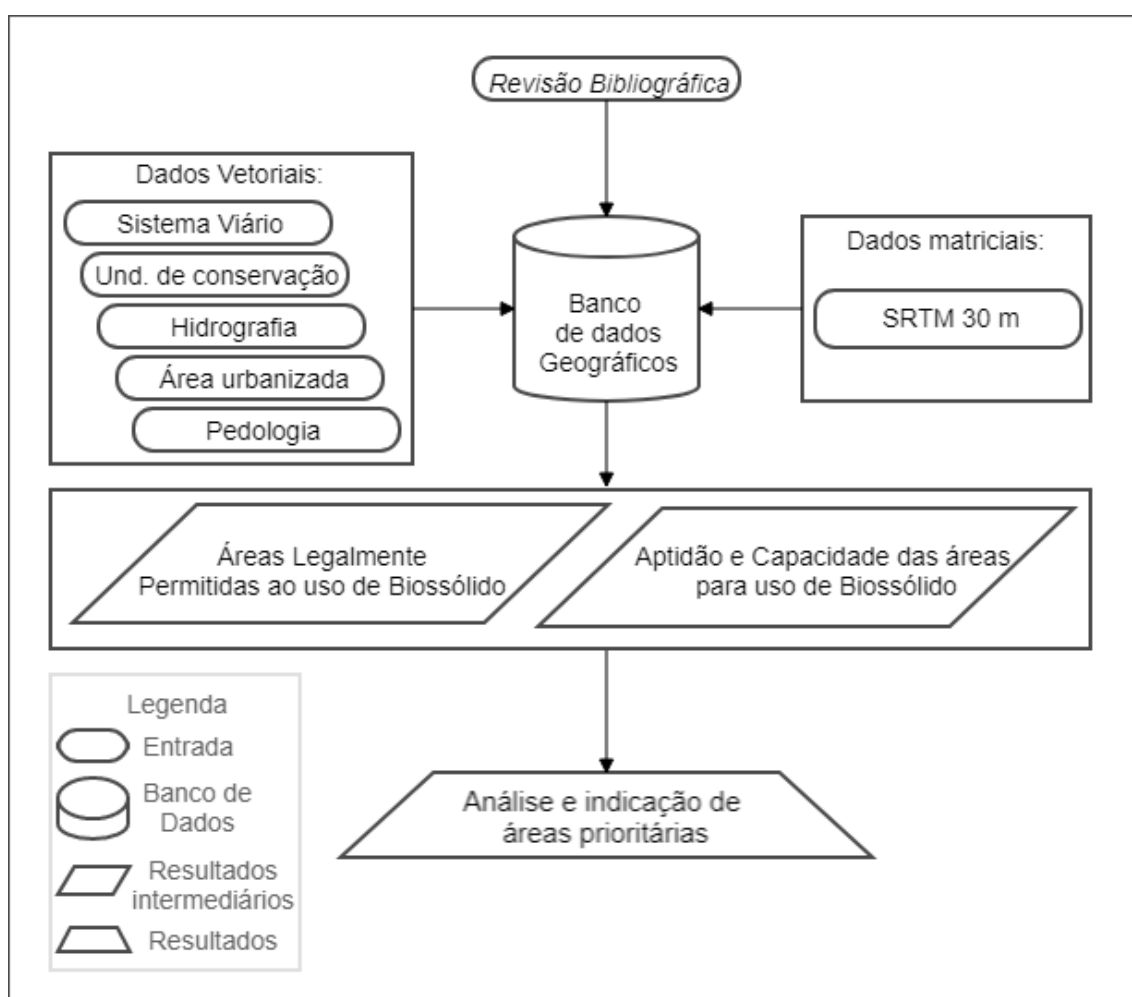 Revisão Bibliográfica
Dados Vetoriais:
Sistema Viário
Und. de conservação
Hidrografia
Área urbanizada
Pedologia
Banco
de dados
Geográficos
Dados matriciais:
SRTM 30 m
Áreas Legalmente
Permitidas ao uso de Biossólido
Aptidão e Capacidade das áreas
para uso de Biossólido
Legenda
Entrada
Banco de
Dados
Resultados
intermediários
Resultados
Análise e indicação de
áreas prioritárias